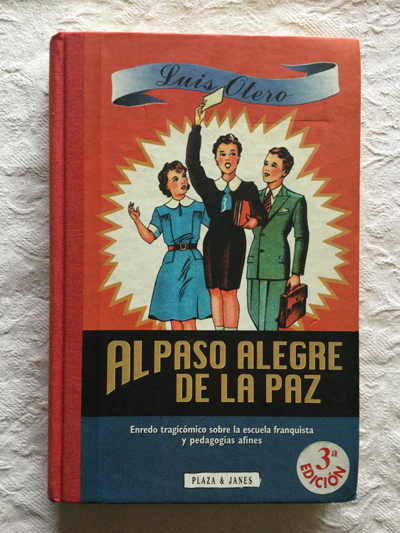 Luis Otero
AL PASO ALEGRE
DE LA PAZ
Enredo tragicómico sobre la escuela franquista
y pedagogías afines
PLAZA & JANES
3ª
EDICIÓN